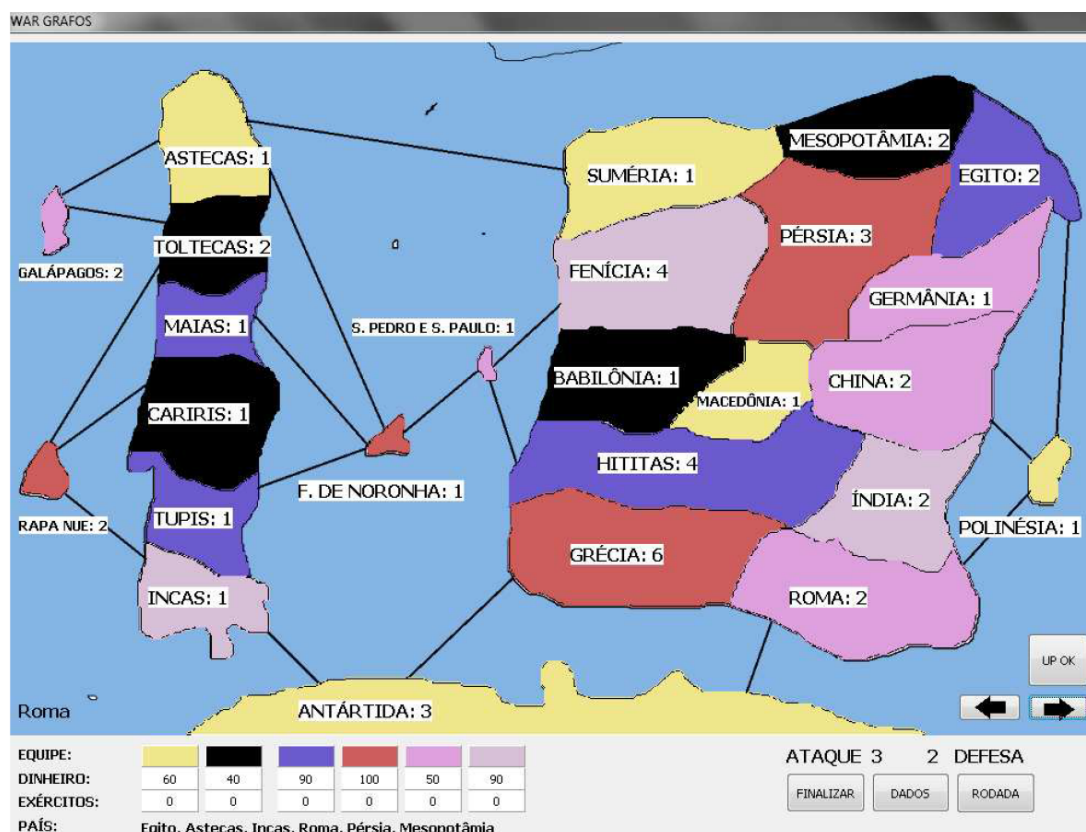 WAR GRAFOS
ASTECAS: 1
MESOPOTÂMIA: 2
SUMÉRIA: 1
EGITO: 2
TOLTECAS: 2
PÉRSIA: 3
GALÁPAGOS: 2
FENÍCIA: 4
GERMÂNIA: 1
MAIAS: 1
S. PEDRO E S. PAULO: 1
BABILÔNIA: 1
CHINA: 2
MACEDÔNIA: 1
CARIRIS: 1
HITITAS: 4
F. DE NORONHA: 1
ÍNDIA: 2
RAPA NUE: 2
TUPIS: 1
POLINÉSIA: 1
GRÉCIA: 6
INCAS: 1
ROMA: 2
UP OK
Roma
ANTÁRTIDA: 3
EQUIPE:
ATAQUE 3 2 DEFESA
DINHEIRO: 60 40 90 100 50 90
FINALIZAR DADOS RODADA
EXÉRCITOS: 0 0 0 0 0 0
PAÍS: Egito, Astecas, Incas, Roma, Pérsia, Mesopotâmia